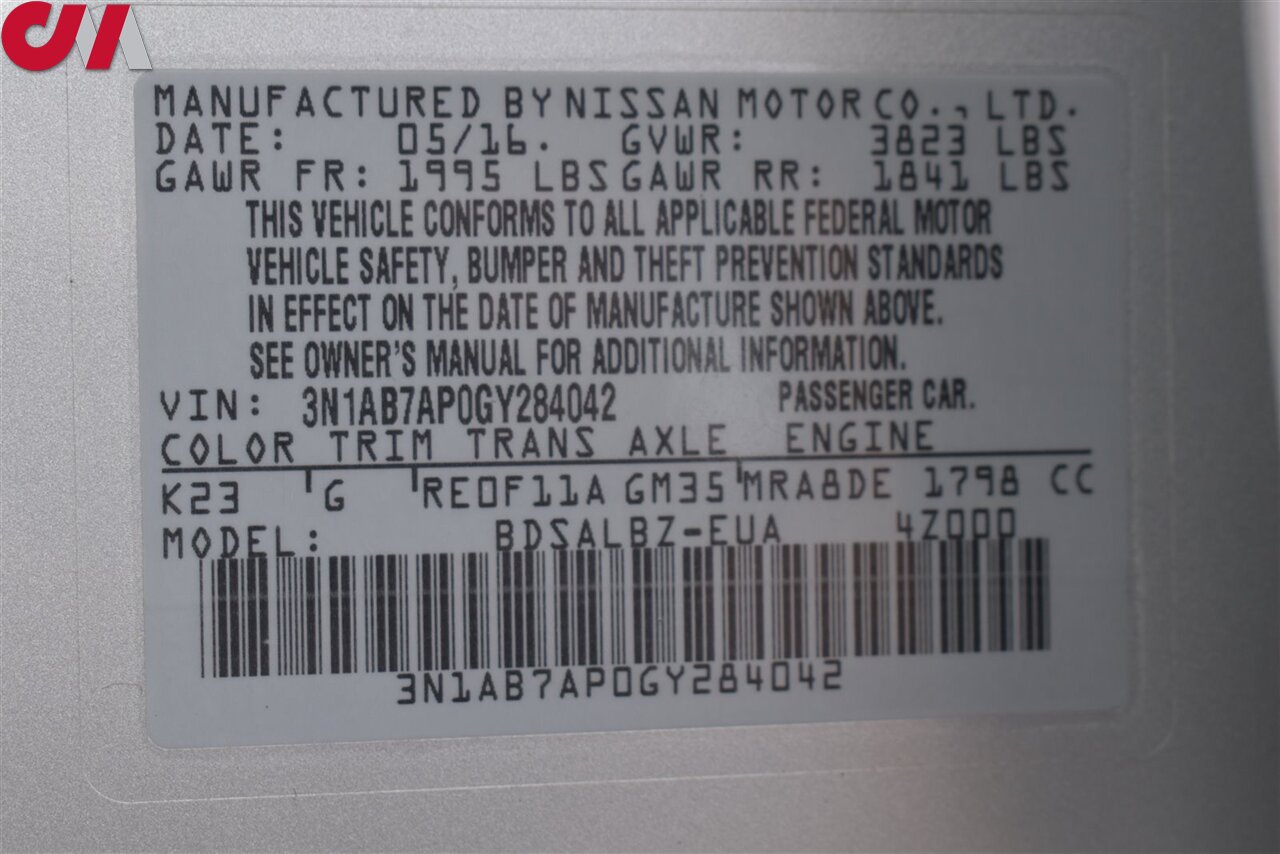 MANUFACTURED BY NISSAN MOTOR CO., LTD.
DATE: 05/16. GVWR: 3823 LBS
GAWR FR: 1995 LBS GAWR RR: 1841 LBS
THIS VEHICLE CONFORMS TO ALL APPLICABLE FEDERAL MOTOR
VEHICLE SAFETY, BUMPER AND THEFT PREVENTION STANDARDS
IN EFFECT ON THE DATE OF MANUFACTURE SHOWN ABOVE.
SEE OWNER'S MANUAL FOR ADDITIONAL INFORMATION.
VIN: 3N1AB7AP0GY284042 PASSENGER CAR.
COLOR TRIM TRANS AXLE ENGINE
K23 G RE0F11A GM35 MRA8DE 1798 CC
MODEL: BDSALBZ-EUA 4Z000
3N1AB7AP0GY284042